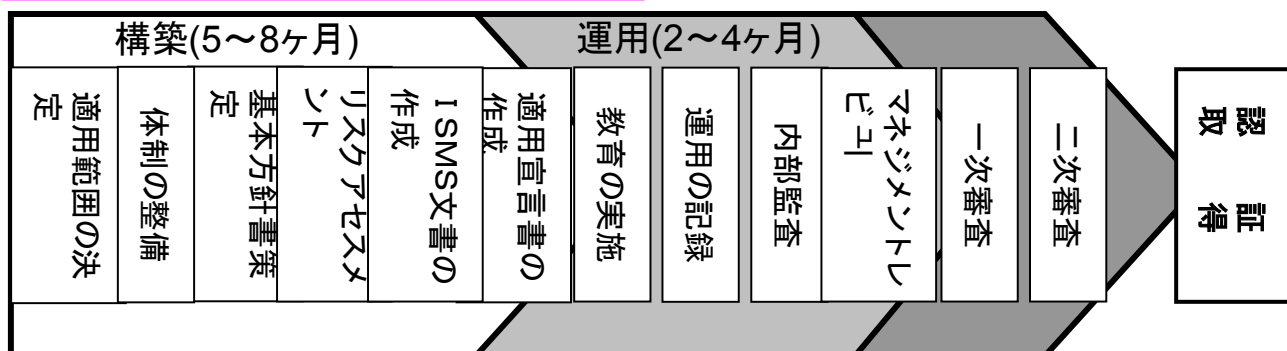 構築(5～8ヶ月)
運用(2～4ヶ月)
適用範囲の決
定
体制の整備
基本方針書策
定
リスクアセスメ
ント
ISMS文書の
作成
適用宣言書の
作成
教育の実施
運用の記録
内部監査
マネジメントレ
ビュー
一次審査
二次審査
認証
取得